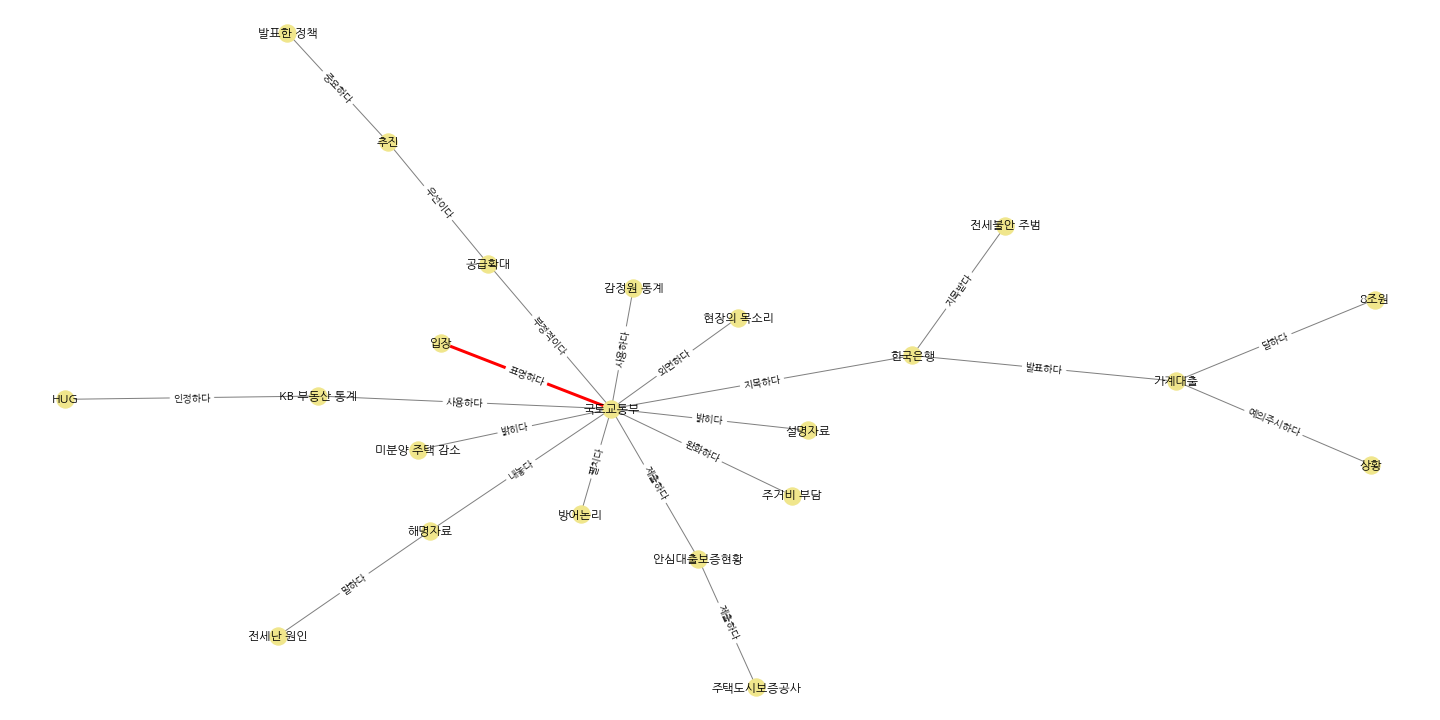 발표한 정책
중요하다
추진
우선이다
전세불안 주범
공급확대
감정원 통계
지목받다
8조원
현장의 목소리
부정적이다
입장
사용하다
달하다
한국은행
외면하다
표명하다
발표하다
지목하다
가계대출
HUG
인정하다
KB 부동산 통계
사용하다
국토교통부
밝히다
설명자료
예의주시하다
미분양 주택 감소
밝히다
완화하다
상황
내놓다
펼치다
제출하다
주거비 부담
방어논리
해명자료
안심대출보증현황
말하다
제출하다
전세난 원인
주택도시보증공사